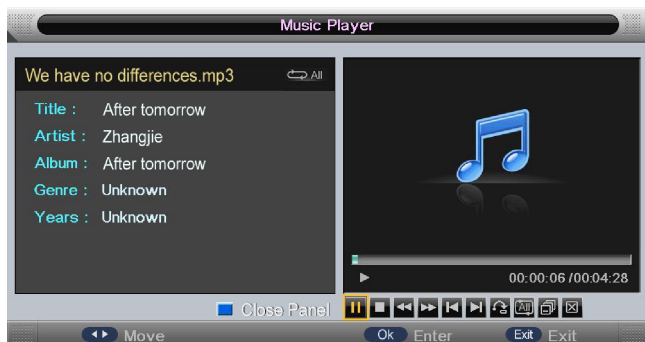 Music Player
We have no differences.mp3 All
Title : After tomorrow
Artist : Zhangjie
Album : After tomorrow
Genre : Unknown
Years : Unknown
00:00:06 /00:04:28
Close Panel
All
Move Ok Enter Exit Exit